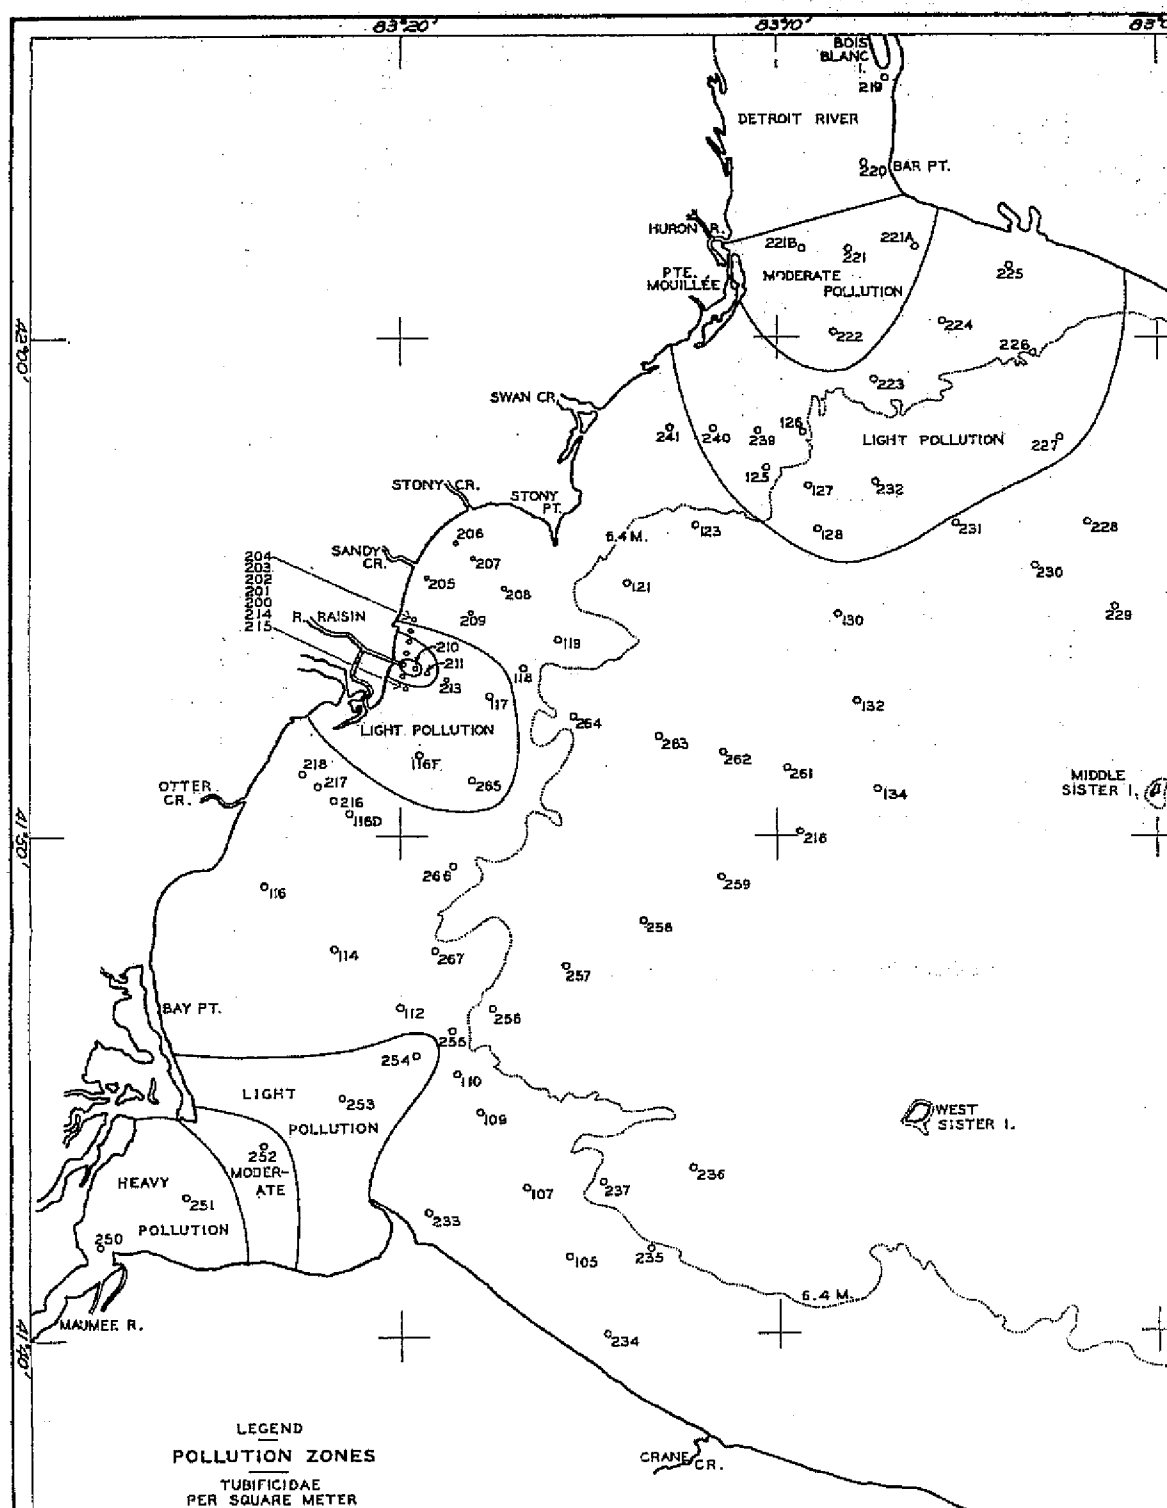 83°20'
83°10'
BOIS
BLANC
I.
219
DETROIT RIVER
220
BAR PT.
HURON R.
221B
221
221A
PTE.
MOUILLÉE
MODERATE
POLLUTION
225
42°00'
222
224
226
223
SWAN CR.
241
240
239
126
LIGHT POLLUTION
227
125
127
232
STONY CR.
STONY
PT.
123
128
231
228
6.4 M.
206
SANDY
CR.
207
230
204
203
202
201
200
214
215
205
208
121
229
R. RAISIN
209
130
210
119
211
213
118
117
132
264
LIGHT POLLUTION
263
262
116F
261
218
217
265
OTTER
CR.
216
116D
134
MIDDLE
SISTER I.
41°50'
218
266
259
116
258
114
267
257
BAY PT.
112
256
255
254
110
LIGHT
POLLUTION
253
109
WEST
SISTER I.
252
MODER-
ATE
HEAVY
POLLUTION
251
236
107
237
233
250
105
235
6.4 M.
MAUMEE R.
41°40'
234
LEGEND
POLLUTION ZONES
TUBIFICIDAE
PER SQUARE METER
CRANE
CR.